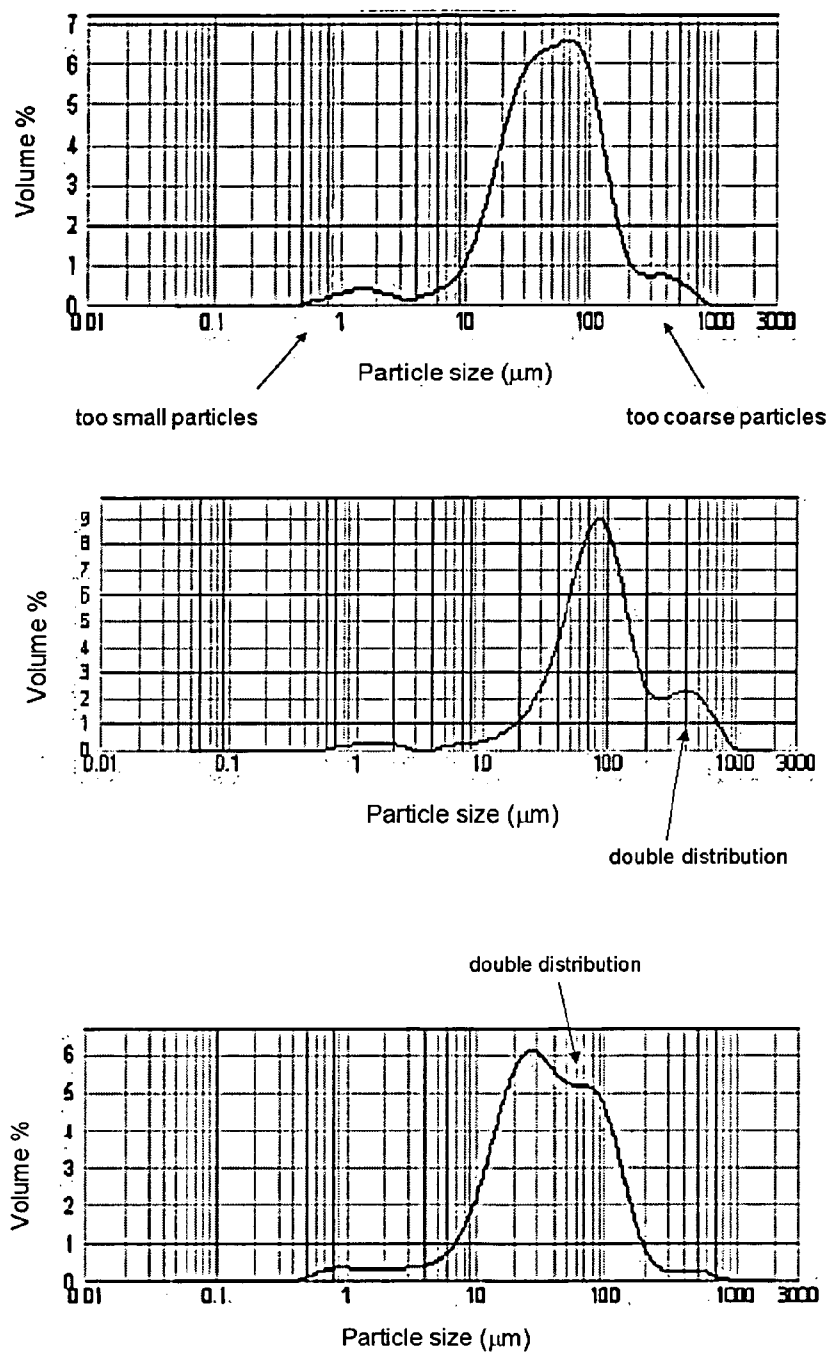 7
6
5
4
3
2
1
0
Volume %
0.01 0.1 1 10 100 1000 3000
Particle size (μm)
too small particles
too coarse particles
9
8
7
6
5
4
3
2
1
0
Volume %
0.01 0.1 1 10 100 1000 3000
Particle size (μm)
double distribution
double distribution
6
5
4
3
2
1
0
Volume %
0.01 0.1 1 10 100 1000 3000
Particle size (μm)